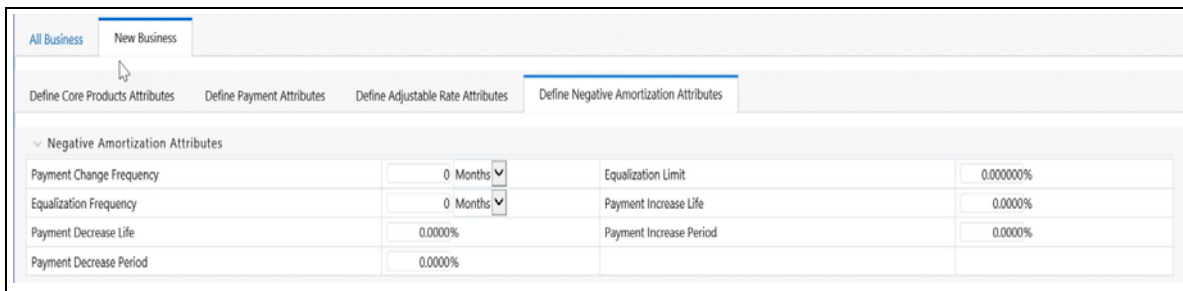 All Business New Business
Define Core Products Attributes Define Payment Attributes Define Adjustable Rate Attributes Define Negative Amortization Attributes
Negative Amortization Attributes
Payment Change Frequency 0 Months Equalization Limit 0.000000%
Equalization Frequency 0 Months Payment Increase Life 0.0000%
Payment Decrease Life 0.0000% Payment Increase Period 0.0000%
Payment Decrease Period 0.0000%